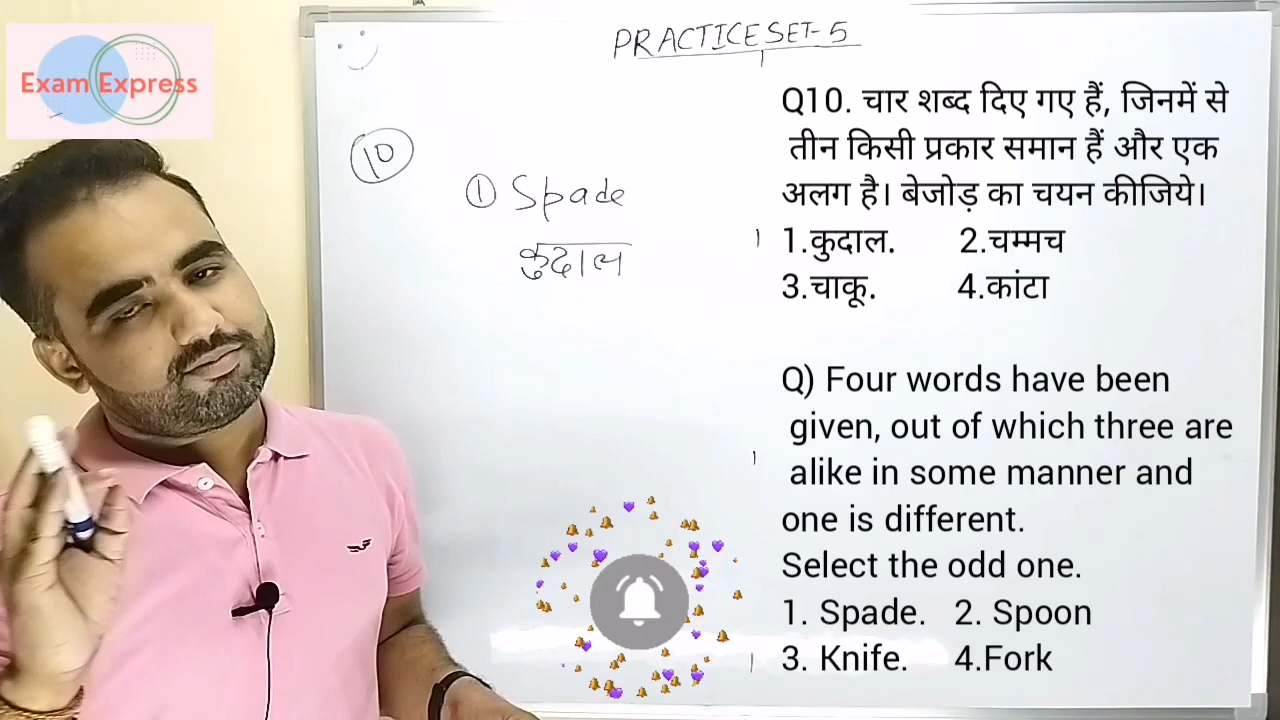 Exam Express
PRACTICE SET-5
10
① Spade
कुदाल
Q10. चार शब्द दिए गए हैं, जिनमें से
तीन किसी प्रकार समान हैं और एक
अलग है। बेजोड़ का चयन कीजिये।
1.कुदाल. 2.चम्मच
3.चाकू. 4.कांटा
Q) Four words have been
given, out of which three are
alike in some manner and
one is different.
Select the odd one.
1. Spade. 2. Spoon
3. Knife. 4.Fork